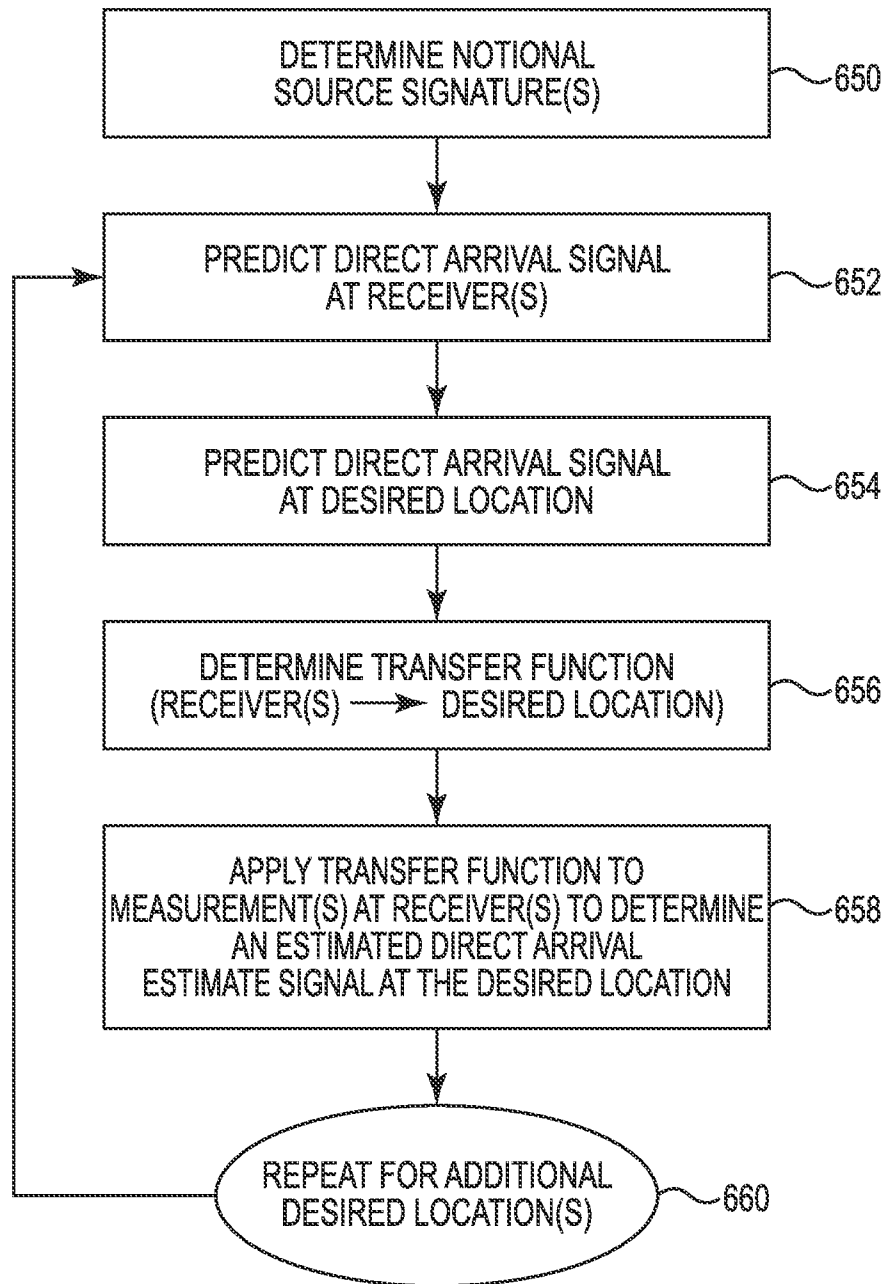 DETERMINE NOTIONAL
SOURCE SIGNATURE(S)
650
PREDICT DIRECT ARRIVAL SIGNAL
AT RECEIVER(S)
652
PREDICT DIRECT ARRIVAL SIGNAL
AT DESIRED LOCATION
654
DETERMINE TRANSFER FUNCTION
(RECEIVER(S) → DESIRED LOCATION)
656
APPLY TRANSFER FUNCTION TO
MEASUREMENT(S) AT RECEIVER(S) TO DETERMINE
AN ESTIMATED DIRECT ARRIVAL
ESTIMATE SIGNAL AT THE DESIRED LOCATION
658
REPEAT FOR ADDITIONAL
DESIRED LOCATION(S)
660